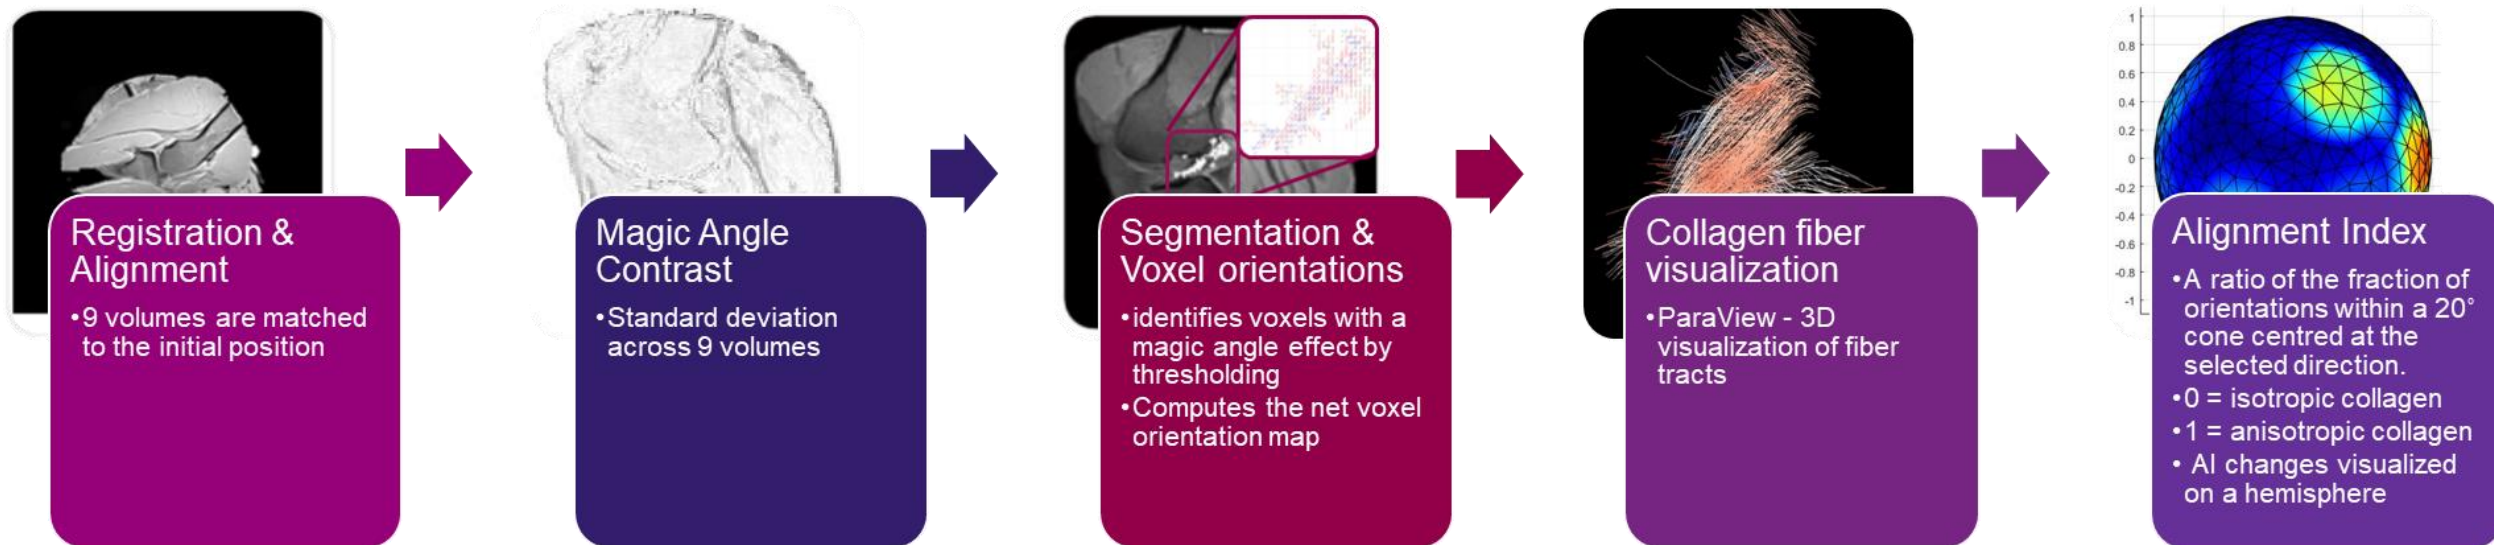 Registration &
Alignment
•9 volumes are matched
to the initial position
Magic Angle
Contrast
•Standard deviation
across 9 volumes
Segmentation &
Voxel orientations
•identifies voxels with a
magic angle effect by
thresholding
•Computes the net voxel
orientation map
Collagen fiber
visualization
•ParaView - 3D
visualization of fiber
tracts
1
0.8
0.6
0.4
0.2
0
-0.2
-0.4
-0.6
-0.8
-1
Alignment Index
•A ratio of the fraction of
orientations within a 20°
cone centred at the
selected direction.
•0 = isotropic collagen
•1 = anisotropic collagen
• AI changes visualized
on a hemisphere